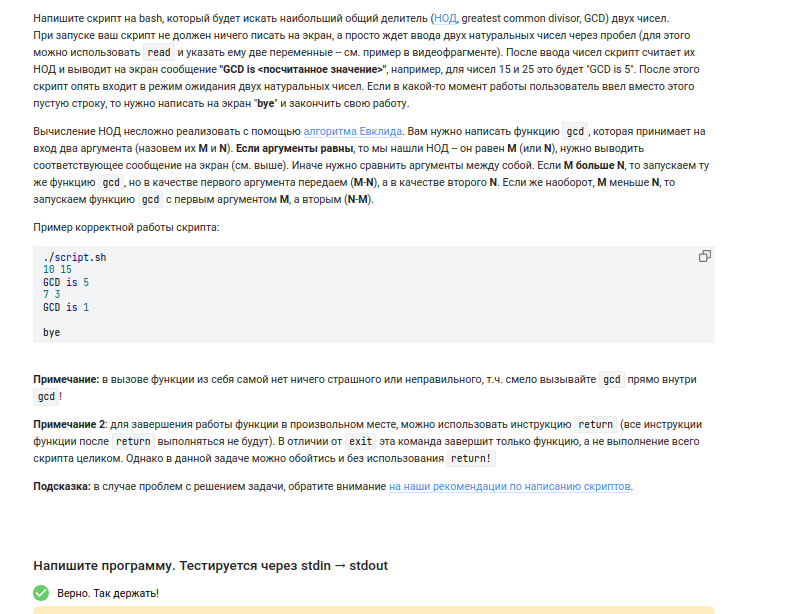 Напишите скрипт на bash, который будет искать наибольший общий делитель (НОД, greatest common divisor, GCD) двух чисел.
При запуске ваш скрипт не должен ничего писать на экран, а просто ждет ввода двух натуральных чисел через пробел (для этого
можно использовать read и указать ему две переменные -- см. пример в видеофрагменте). После ввода чисел скрипт считает их
НОД и выводит на экран сообщение "GCD is <посчитанное значение>", например, для чисел 15 и 25 это будет "GCD is 5". После этого
скрипт опять входит в режим ожидания двух натуральных чисел. Если в какой-то момент работы пользователь ввел вместо этого
пустую строку, то нужно написать на экран "bye" и закончить свою работу.
Вычисление НОД несложно реализовать с помощью алгоритма Евклида. Вам нужно написать функцию gcd , которая принимает на
вход два аргумента (назовем их M и N). Если аргументы равны, то мы нашли НОД -- он равен M (или N), нужно выводить
соответствующее сообщение на экран (см. выше). Иначе нужно сравнить аргументы между собой. Если M больше N, то запускаем ту
же функцию gcd , но в качестве первого аргумента передаем (M-N), а в качестве второго N. Если же наоборот, M меньше N, то
запускаем функцию gcd с первым аргументом M, а вторым (N-M).
Пример корректной работы скрипта:
./script.sh
10 15
GCD is 5
7 3
GCD is 1
bye
Примечание: в вызове функции из себя самой нет ничего страшного или неправильного, т.ч. смело вызывайте gcd прямо внутри
gcd !
Примечание 2: для завершения работы функции в произвольном месте, можно использовать инструкцию return (все инструкции
функции после return выполняться не будут). В отличии от exit эта команда завершит только функцию, а не выполнение всего
скрипта целиком. Однако в данной задаче можно обойтись и без использования return!
Подсказка: в случае проблем с решением задачи, обратите внимание на наши рекомендации по написанию скриптов.
Напишите программу. Тестируется через stdin → stdout
Верно. Так держать!